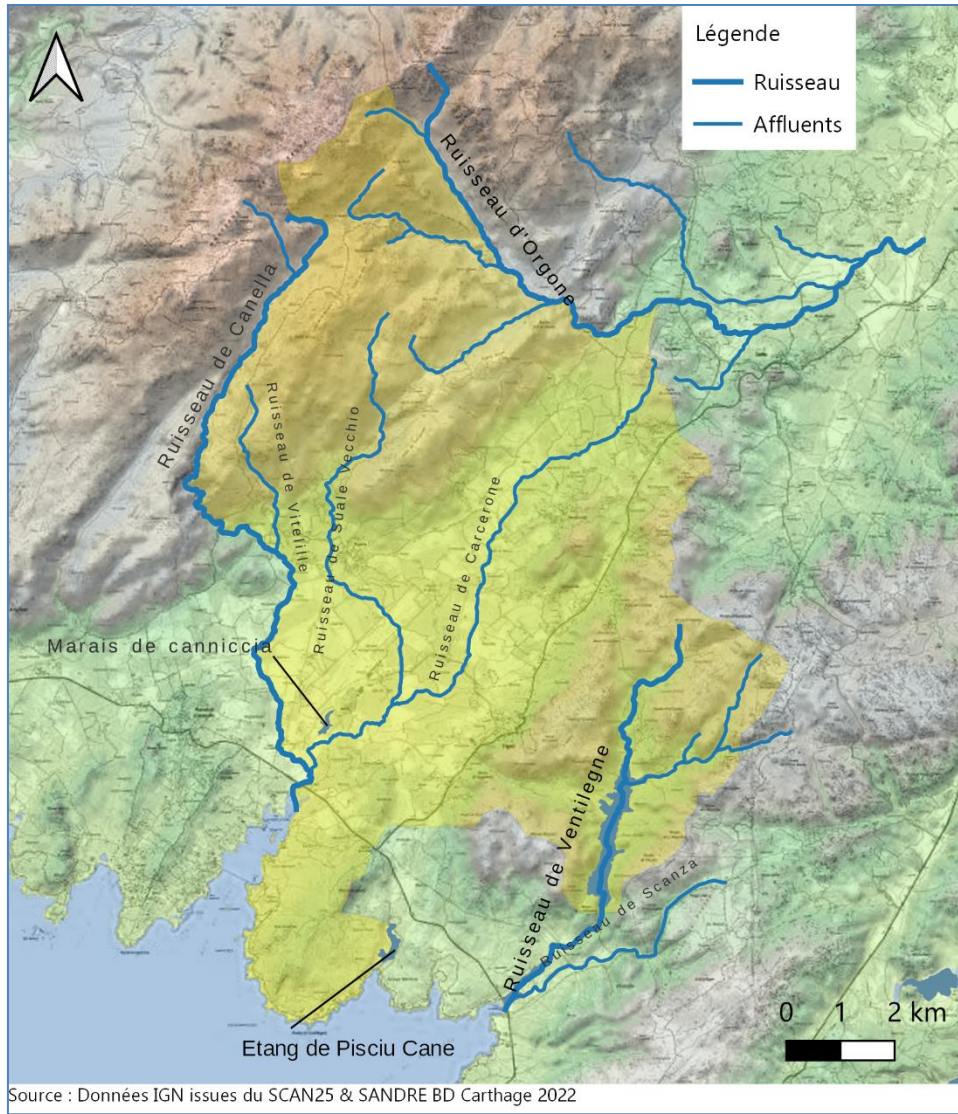 Légende
Ruisseau
Affluents
Ruisseau d'Orgone
Ruisseau de Canella
Ruisseau de Vitelille
Ruisseau de Suale Vecchio
Ruisseau de Carcerone
Marais de canniccia
Ruisseau de Ventilegne
Ruisseau de Scanza
Etang de Pisciu Cane
0 1 2 km
Source : Données IGN issues du SCAN25 & SANDRE BD Carthage 2022